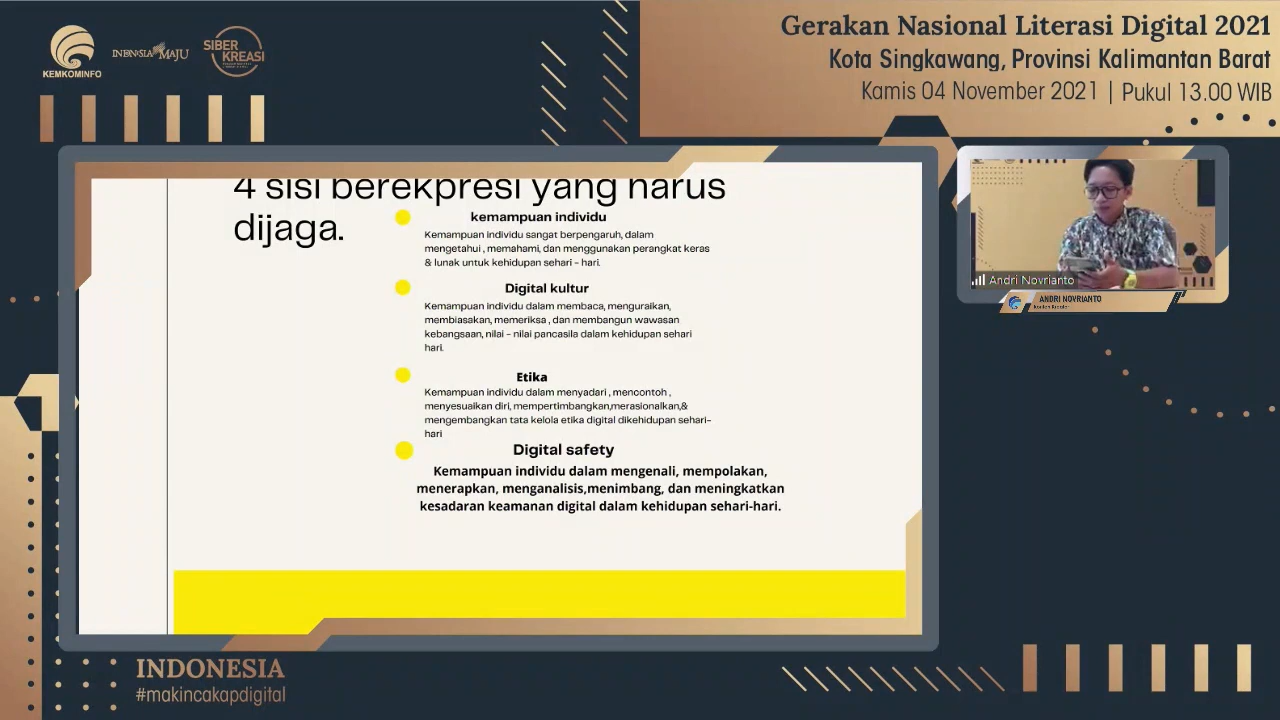 KEMKOMINFO
INDONESIA MAJU
SIBER
KREASI
Gerakan Nasional Literasi Digital 2021
Kota Singkawang, Provinsi Kalimantan Barat
Kamis 04 November 2021 | Pukul 13.00 WIB
4 sisi berekpresi yang harus
dijaga.
kemampuan individu
Kemampuan individu sangat berpengaruh, dalam
mengetahui , memahami, dan menggunakan perangkat keras
& lunak untuk kehidupan sehari - hari.
Digital kultur
Kemampuan individu dalam membaca, menguraikan,
membiasakan, memeriksa , dan membangun wawasan
kebangsaan, nilai - nilai pancasila dalam kehidupan sehari
hari.
Etika
Kemampuan individu dalam menyadari , mencontoh ,
menyesuaikan diri, mempertimbangkan,merasionalkan,&
mengembangkan tata kelola etika digital dikehidupan sehari-
hari
Digital safety
Kemampuan individu dalam mengenali, mempolakan,
menerapkan, menganalisis,menimbang, dan meningkatkan
kesadaran keamanan digital dalam kehidupan sehari-hari.
Andri Novrianto
ANDRI NOVRIANTO
INDONESIA
#makincakapdigital